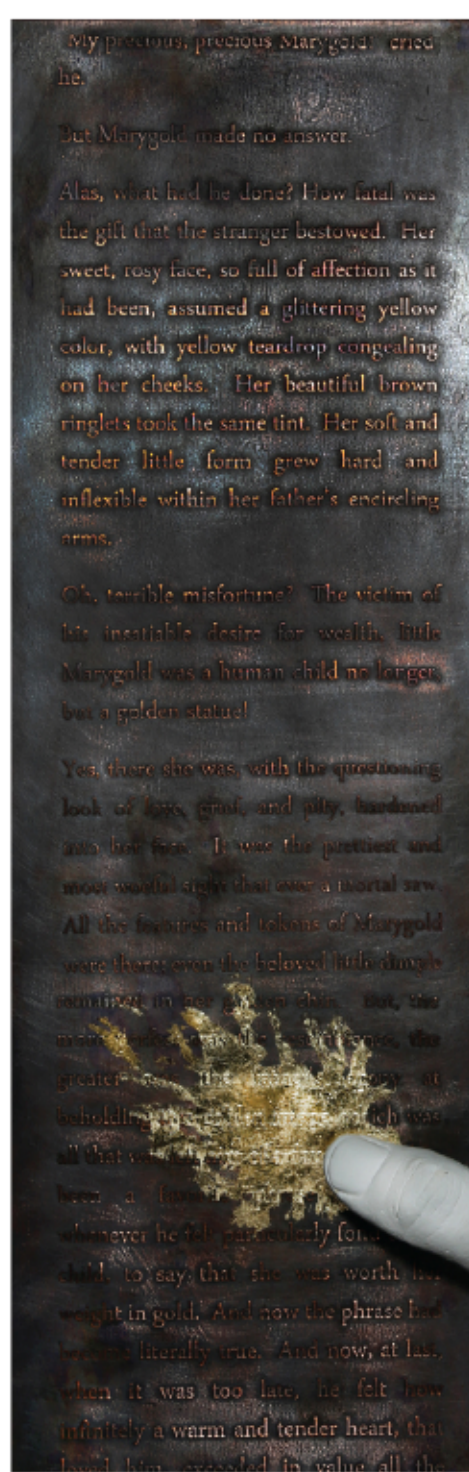 "My precious, precious Marygold" cried
he.
But Marygold made no answer.
Alas, what had he done? How fatal was
the gift that the stranger bestowed. Her
sweet, rosy face, so full of affection as it
had been, assumed a glittering yellow
color, with yellow teardrop congealing
on her cheeks. Her beautiful brown
ringlets took the same tint. Her soft and
tender little form grew hard and
inflexible within her father's encircling
arms.
Oh, terrible misfortune? The victim of
his insatiable desire for wealth, little
Marygold was a human child no longer,
but a golden statue!
Yes, there she was, with the questioning
look of love, grief, and pity, hardened
into her face. It was the prettiest and
most woeful sight that ever a mortal saw.
All the features and tokens of Marygold
were there; even the beloved little dimple
remained in her golden chin. But, the
more the
greater was the at
beholding which was
all that was
been a
whenever he felt particularly
child, to say that she was worth her
weight in gold. And now the phrase had
become literally true. And now, at last,
when it was too late, he felt how
infinitely a warm and tender heart, that
loved him, exceeded in value all the